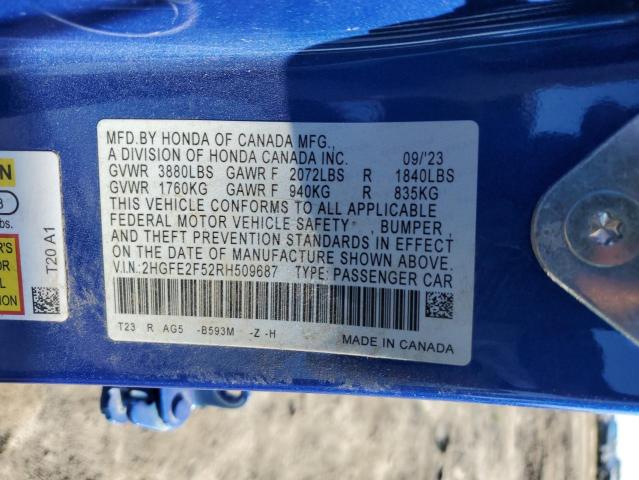 MFD.BY HONDA OF CANADA MFG.,
A DIVISION OF HONDA CANADA INC. 09/'23
GVWR 3880LBS GAWR F 2072LBS R 1840LBS
GVWR 1760KG GAWR F 940KG R 835KG
THIS VEHICLE CONFORMS TO ALL APPLICABLE
FEDERAL MOTOR VEHICLE SAFETY , BUMPER ,
AND THEFT PREVENTION STANDARDS IN EFFECT
ON THE DATE OF MANUFACTURE SHOWN ABOVE.
V.I.N.:2HGFE2F52RH509687 TYPE: PASSENGER CAR
T23 R AG5 -B593M -Z -H
MADE IN CANADA
T20 A1